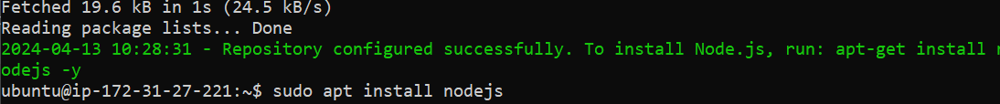 Fetched 19.6 kB in 1s (24.5 kB/s)
Reading package lists... Done
2024-04-13 10:28:31 - Repository configured successfully. To install Node.js, run: apt-get install n
odejs -y
ubuntu@ip-172-31-27-221:~$ sudo apt install nodejs